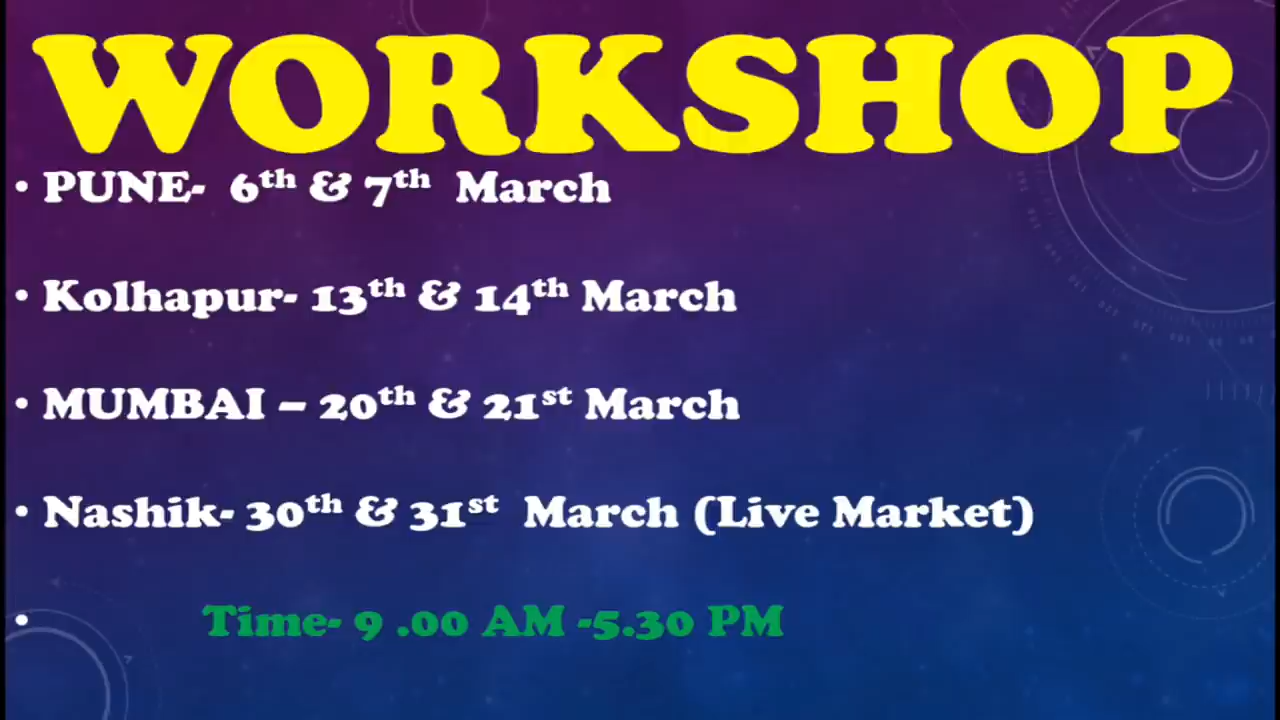 WORKSHOP
• PUNE- 6th & 7th March
• Kolhapur- 13th & 14th March
• MUMBAI – 20th & 21st March
• Nashik- 30th & 31st March (Live Market)
• Time- 9 .00 AM -5.30 PM